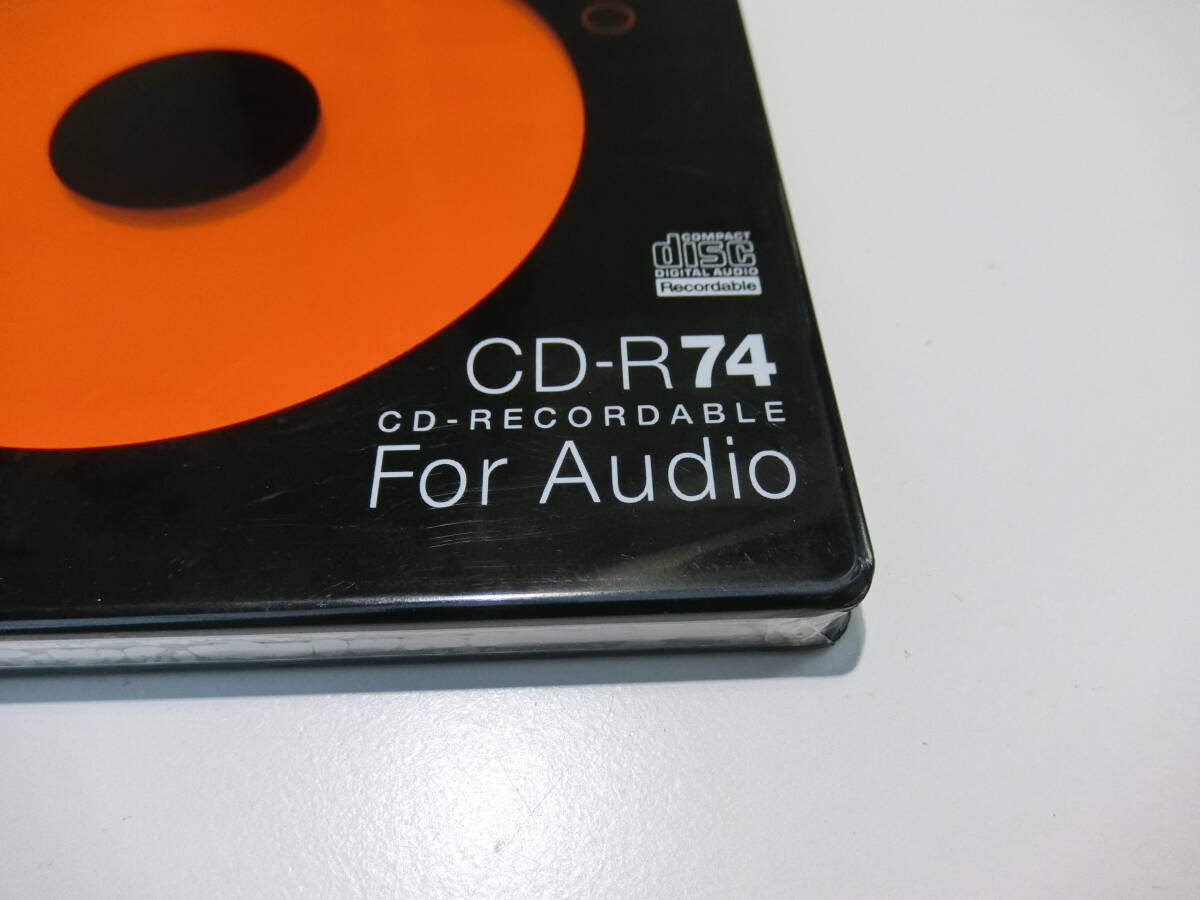 COMPACT
disc
DIGITAL AUDIO
Recordable
CD-R74
CD-RECORDABLE
For Audio